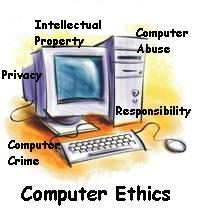 Intellectual
Property
Computer
Abuse
Privacy
Responsibility
Computer
Crime
Computer Ethics